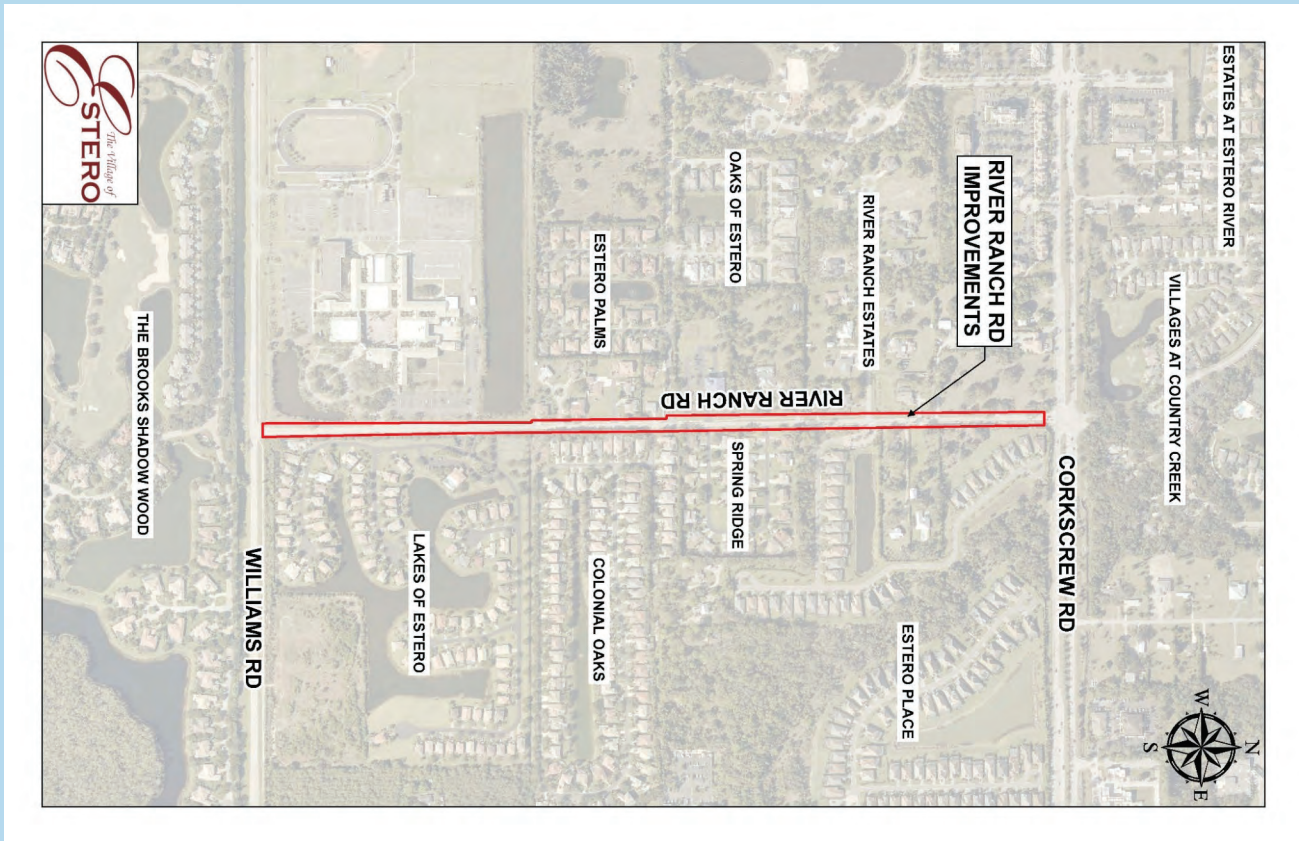 The Village of
ESTERO
ESTATES AT ESTERO RIVER
VILLAGES AT COUNTRY CREEK
RIVER RANCH RD
IMPROVEMENTS
CORKSCREW RD
OAKS OF ESTERO
RIVER RANCH ESTATES
ESTERO PALMS
RIVER RANCH RD
SPRING RIDGE
ESTERO PLACE
COLONIAL OAKS
LAKES OF ESTERO
WILLIAMS RD
THE BROOKS SHADOW WOOD
N
W
E
S